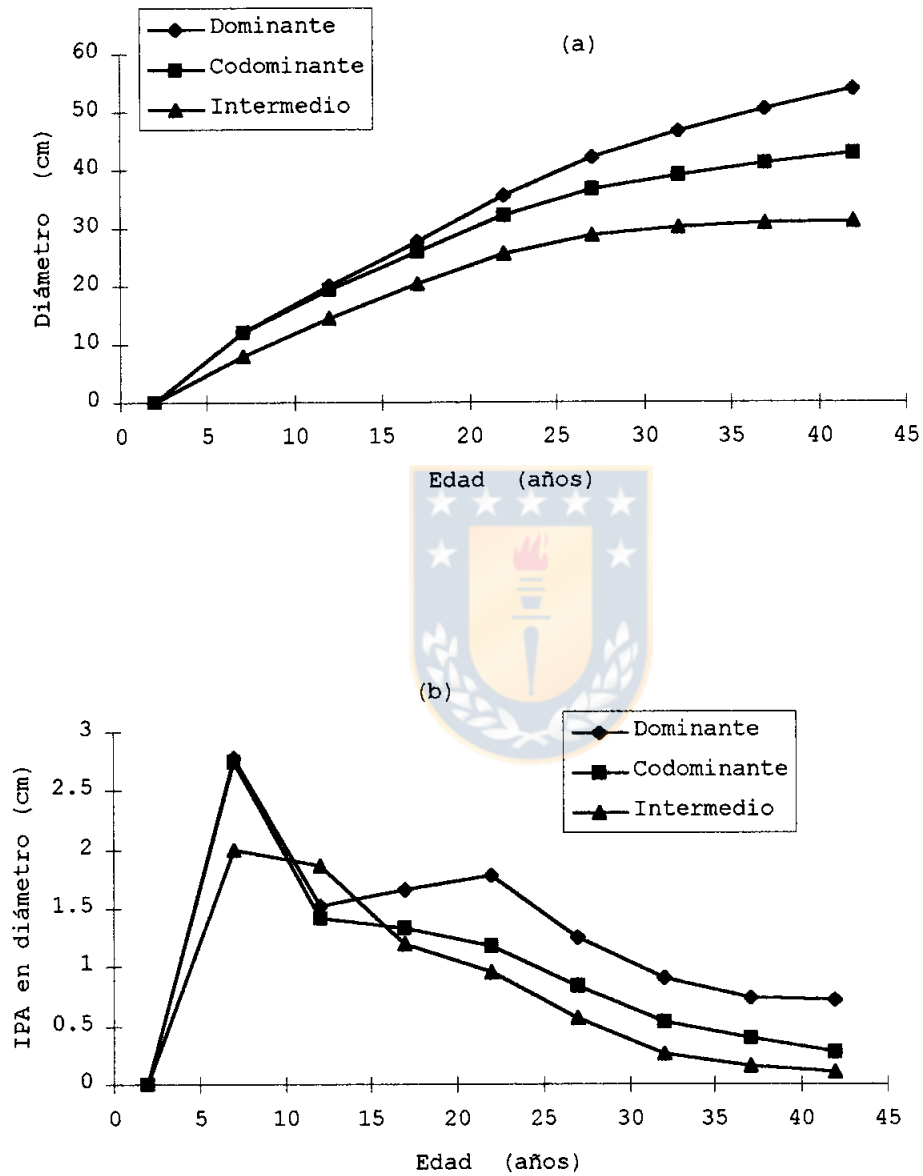 Dominante
Codominante
Intermedio
(a)
60
50
40
30
20
10
0
Diámetro (cm)
0 5 10 15 20 25 30 35 40 45
Edad (años)
(b)
Dominante
Codominante
Intermedio
3
2.5
2
1.5
1
0.5
0
IPA en diámetro (cm)
0 5 10 15 20 25 30 35 40 45
Edad (años)